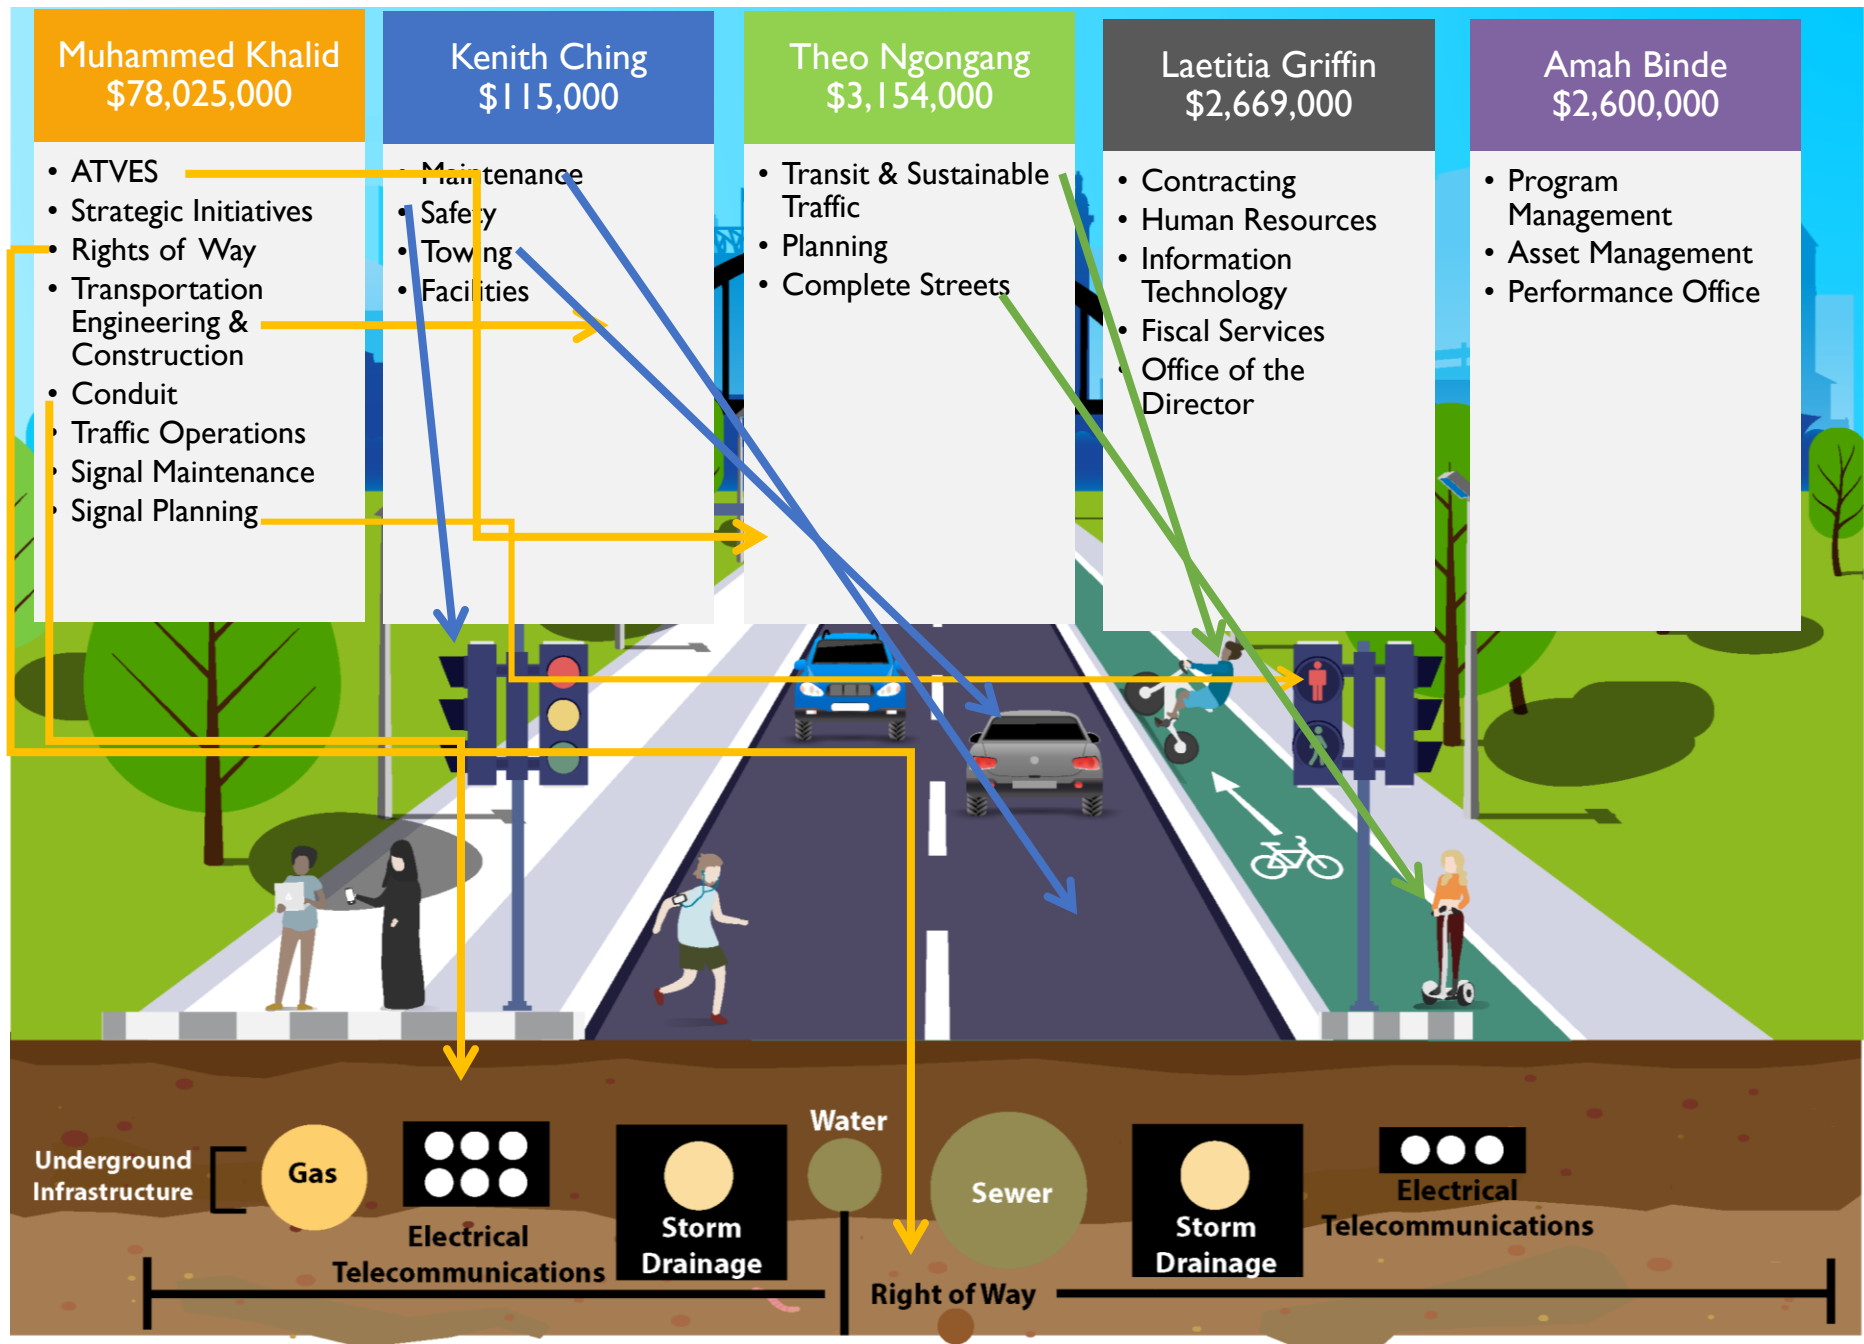 Muhammed Khalid
$78,025,000
• ATVES
• Strategic Initiatives
• Rights of Way
• Transportation
Engineering &
Construction
• Conduit
• Traffic Operations
• Signal Maintenance
• Signal Planning
Kenith Ching
$115,000
• Maintenance
• Safety
• Towing
• Facilities
Theo Ngongang
$3,154,000
• Transit & Sustainable
Traffic
• Planning
• Complete Streets
Laetitia Griffin
$2,669,000
• Contracting
• Human Resources
• Information
Technology
• Fiscal Services
• Office of the
Director
Amah Binde
$2,600,000
• Program
Management
• Asset Management
• Performance Office
Underground
Infrastructure
Gas
Electrical
Telecommunications
Storm
Drainage
Water
Sewer
Storm
Drainage
Electrical
Telecommunications
Right of Way